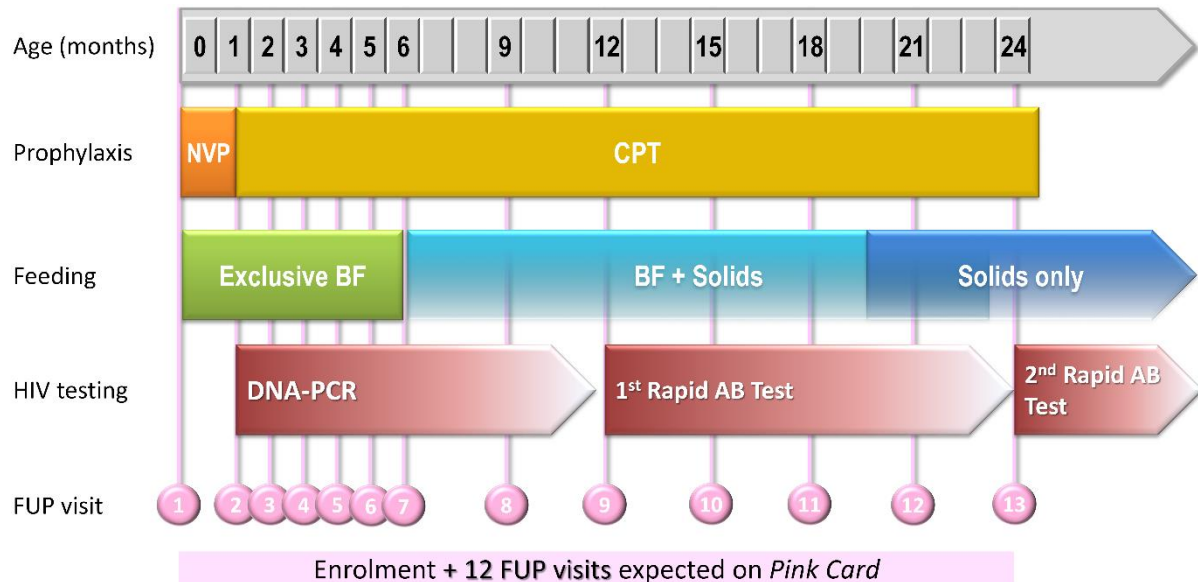 Age (months) 0 1 2 3 4 5 6 9 12 15 18 21 24
Prophylaxis NVP CPT
Feeding Exclusive BF BF + Solids Solids only
HIV testing DNA-PCR 1st Rapid AB Test 2nd Rapid AB
Test
FUP visit 1 2 3 4 5 6 7 8 9 10 11 12 13
Enrolment + 12 FUP visits expected on Pink Card